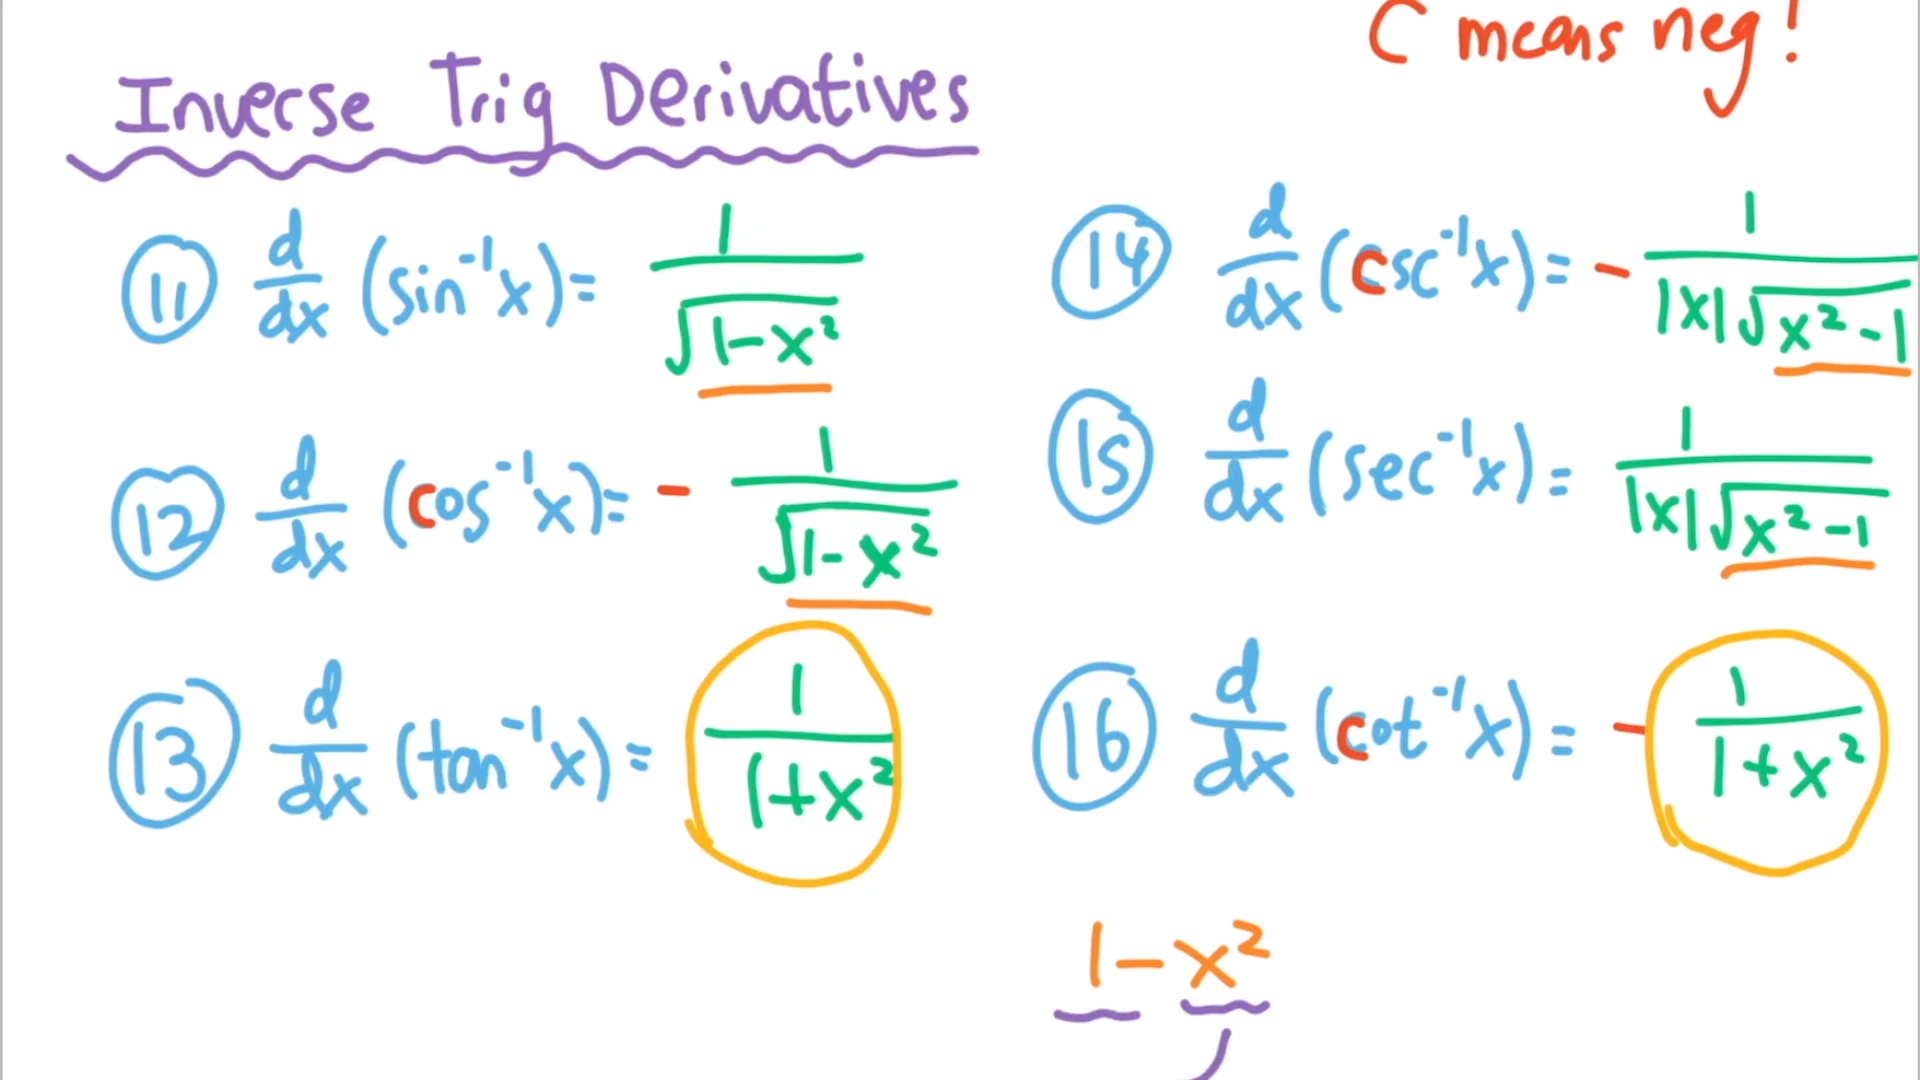 C means neg!
Inverse Trig Derivatives
⑪ d/dx (sin⁻¹x) = 1/√(1-x²)
⑫ d/dx (cos⁻¹x) = - 1/√(1-x²)
⑬ d/dx (tan⁻¹x) = 1/(1+x²)
⑭ d/dx (csc⁻¹x) = - 1/(|x|√(x²-1))
⑮ d/dx (sec⁻¹x) = 1/(|x|√(x²-1))
⑯ d/dx (cot⁻¹x) = - 1/(1+x²)
1-x²